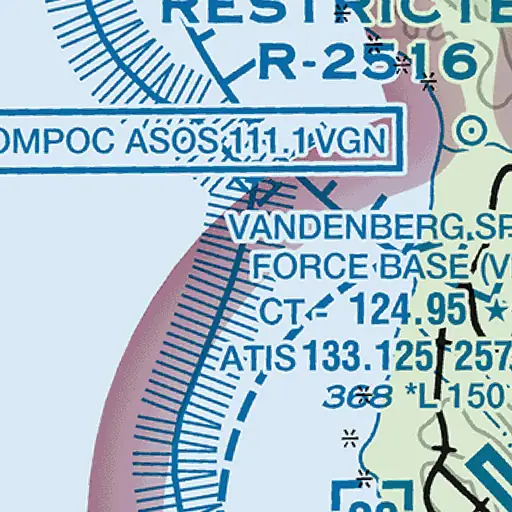 RESTRICTE
R-2516
OMPOC ASOS 111.1 VGN
VANDENBERG SP
FORCE BASE (V
CT - 124.95 ★
ATIS 133.125 257
368 *L 150